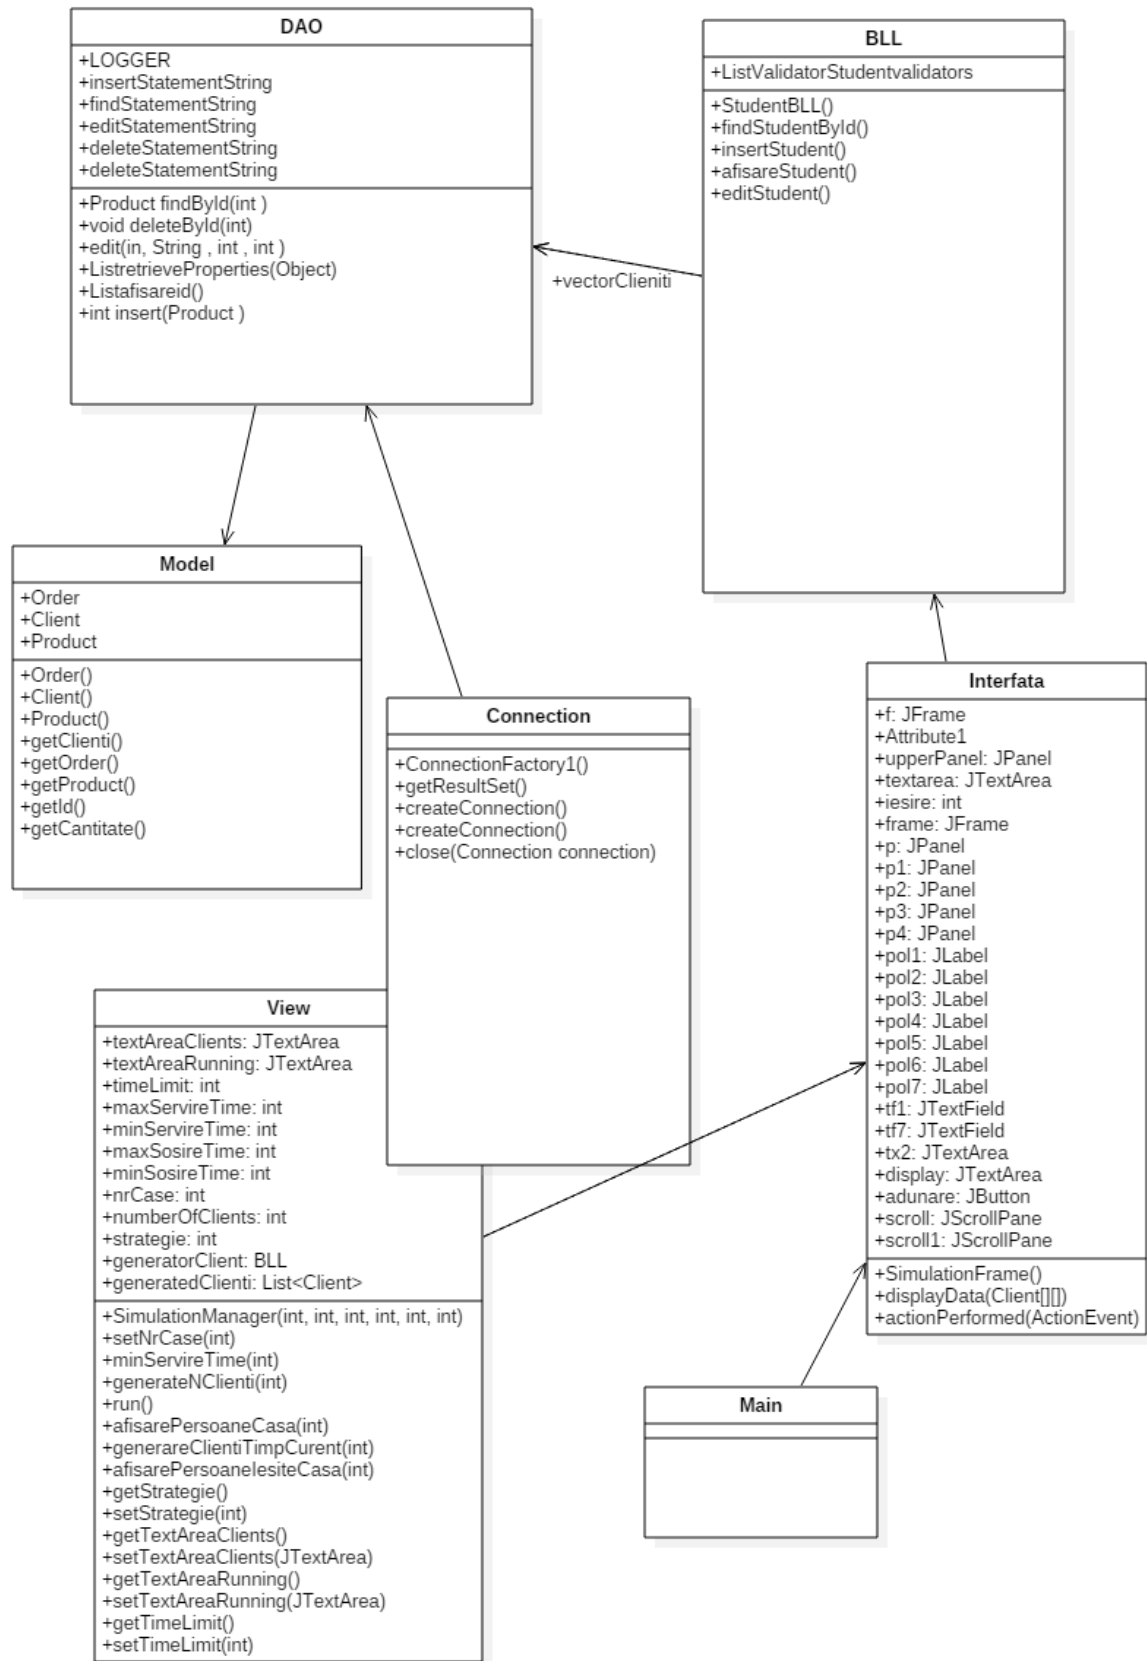 DAO
+LOGGER
+insertStatementString
+findStatementString
+editStatementString
+deleteStatementString
+deleteStatementString
+Product findById(int )
+void deleteById(int)
+edit(in, String , int , int )
+ListretrieveProperties(Object)
+Listafisareid()
+int insert(Product )
BLL
+ListValidatorStudentvalidators
+StudentBLL()
+findStudentById()
+insertStudent()
+afisareStudent()
+editStudent()
+vectorClieniti
Model
+Order
+Client
+Product
+Order()
+Client()
+Product()
+getClienti()
+getOrder()
+getProduct()
+getId()
+getCantitate()
Connection
+ConnectionFactory1()
+getResultSet()
+createConnection()
+createConnection()
+close(Connection connection)
Interfata
+f: JFrame
+Attribute1
+upperPanel: JPanel
+textarea: JTextArea
+iesire: int
+frame: JFrame
+p: JPanel
+p1: JPanel
+p2: JPanel
+p3: JPanel
+p4: JPanel
+pol1: JLabel
+pol2: JLabel
+pol3: JLabel
+pol4: JLabel
+pol5: JLabel
+pol6: JLabel
+pol7: JLabel
+tf1: JTextField
+tf7: JTextField
+tx2: JTextArea
+display: JTextArea
+adunare: JButton
+scroll: JScrollPane
+scroll1: JScrollPane
+SimulationFrame()
+displayData(Client[][])
+actionPerformed(ActionEvent)
View
+textAreaClients: JTextArea
+textAreaRunning: JTextArea
+timeLimit: int
+maxServireTime: int
+minServireTime: int
+maxSosireTime: int
+minSosireTime: int
+nrCase: int
+numberOfClients: int
+strategie: int
+generatorClient: BLL
+generatedClienti: List<Client>
+SimulationManager(int, int, int, int, int, int)
+setNrCase(int)
+minServireTime(int)
+generateNClienti(int)
+run()
+afisarePersoaneCasa(int)
+generareClientiTimpCurent(int)
+afisarePersoaneIesiteCasa(int)
+getStrategie()
+setStrategie(int)
+getTextAreaClients()
+setTextAreaClients(JTextArea)
+getTextAreaRunning()
+setTextAreaRunning(JTextArea)
+getTimeLimit()
+setTimeLimit(int)
Main